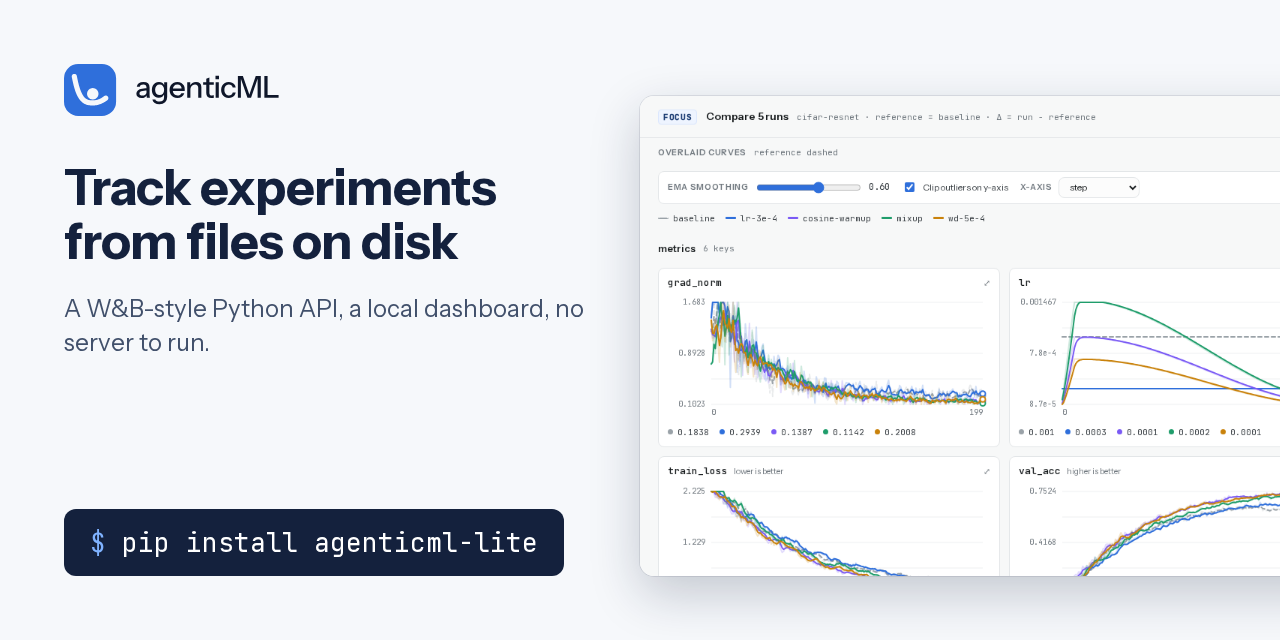 agenticML
Track experiments
from files on disk
A W&B-style Python API, a local dashboard, no
server to run.
$ pip install agenticml-lite
FOCUS Compare 5 runs cifar-resnet · reference = baseline · Δ = run - reference
OVERLAID CURVES reference dashed
EMA SMOOTHING 0.60 Clip outliers on y-axis X-AXIS step
baseline lr-3e-4 cosine-warmup mixup wd-5e-4
metrics 6 keys
grad_norm
1.683
0.8928
0.1023
0 199
0.1838 0.2939 0.1387 0.1142 0.2008
lr
0.001467
7.8e-4
8.7e-5
0
0.001 0.0003 0.0001 0.0002 0.0001
train_loss lower is better
2.225
1.229
val_acc higher is better
0.7524
0.4168